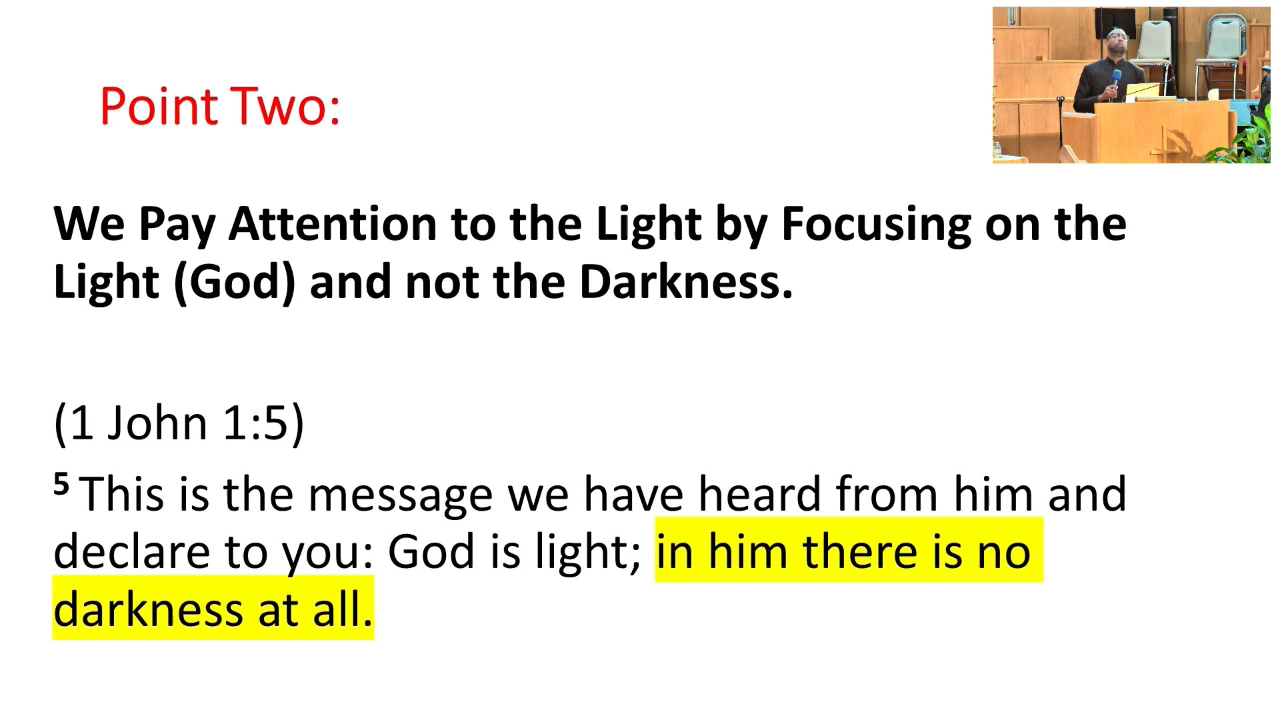 Point Two:
We Pay Attention to the Light by Focusing on the
Light (God) and not the Darkness.
(1 John 1:5)
5 This is the message we have heard from him and
declare to you: God is light; in him there is no
darkness at all.